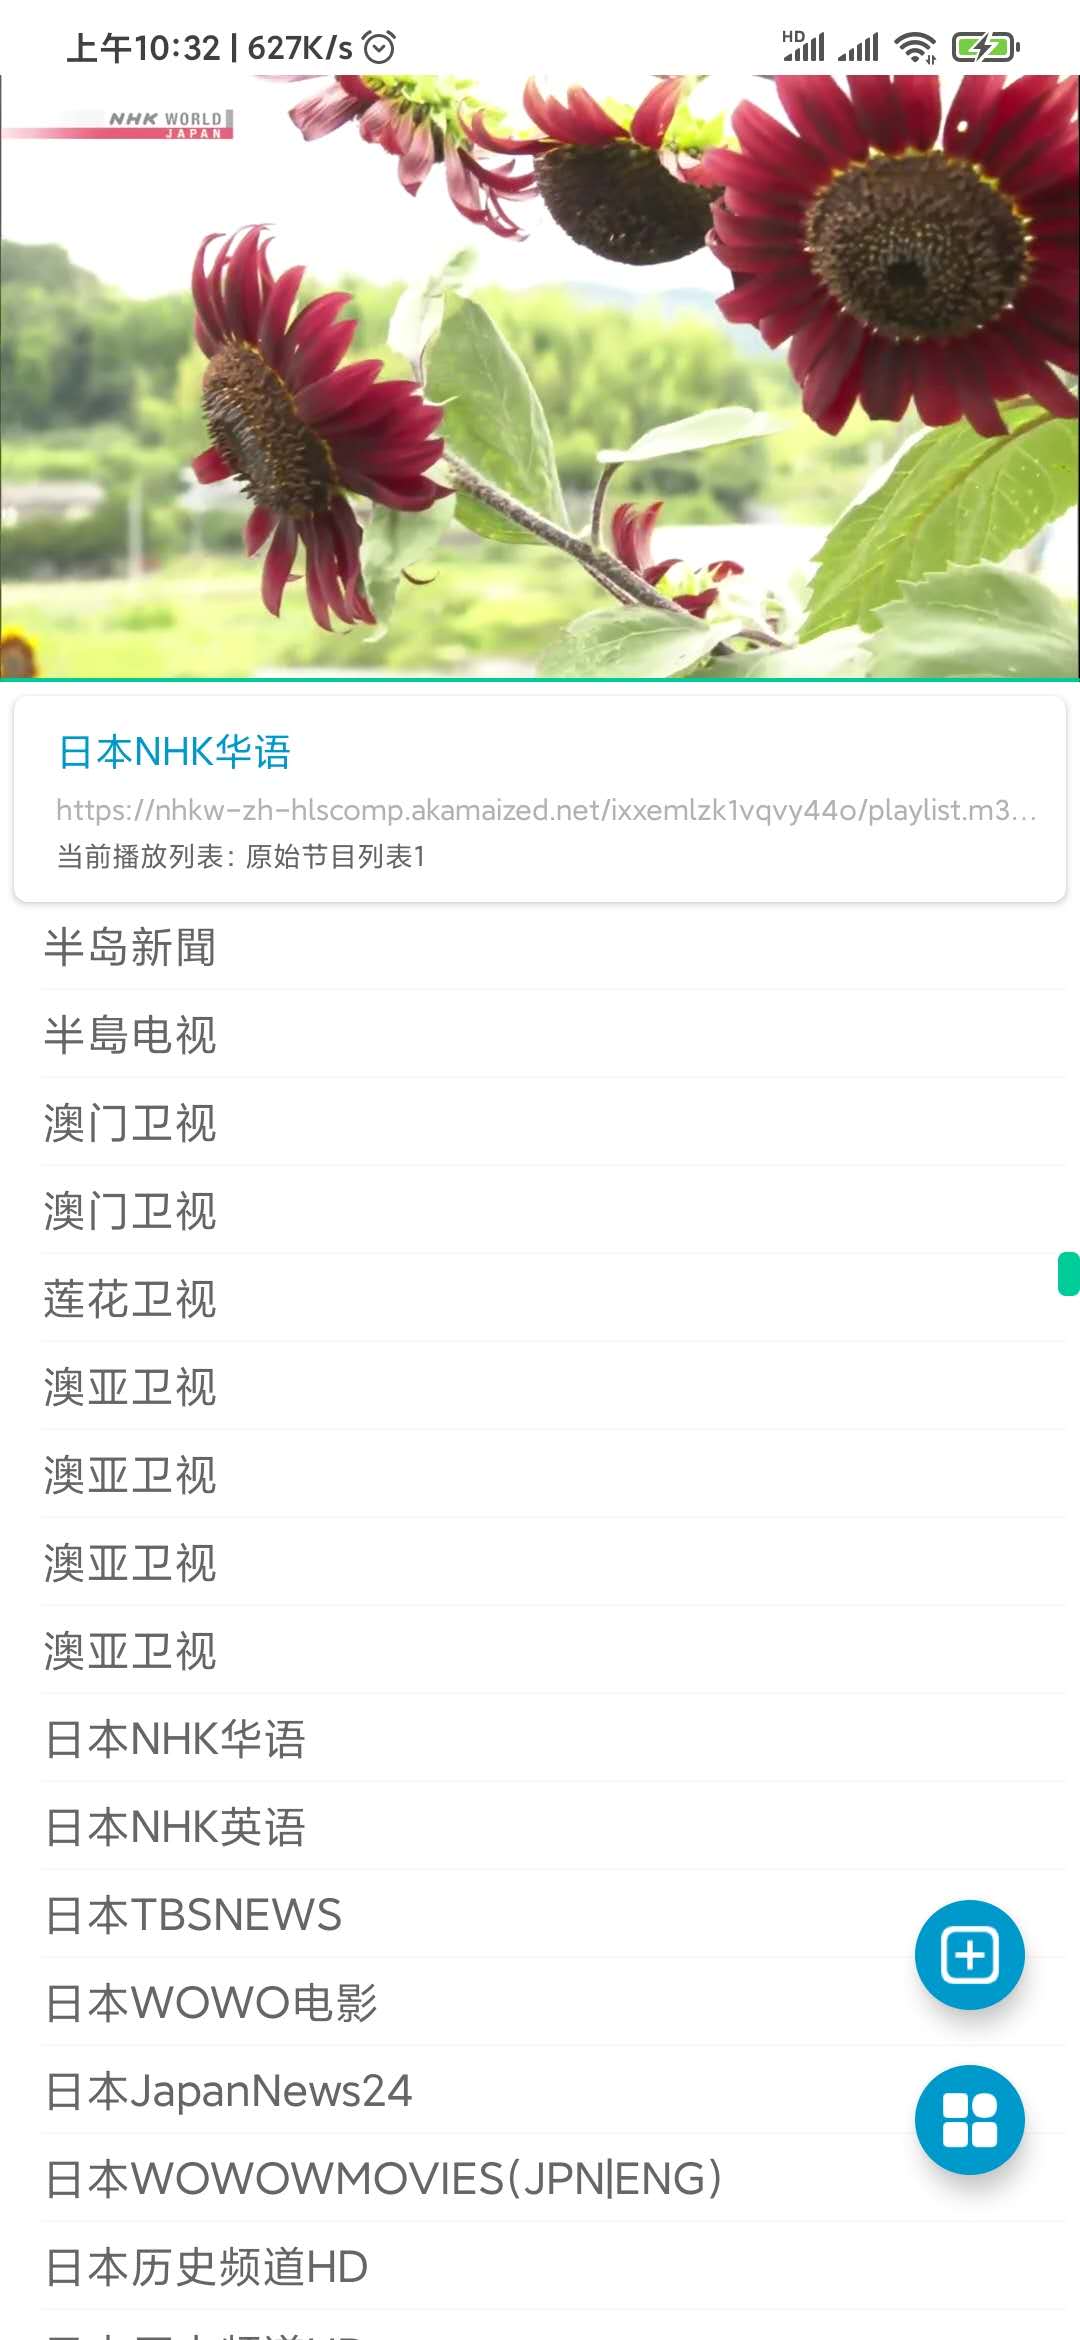 上午10:32 | 627K/s
HD
NHK WORLD
JAPAN
日本NHK华语
https://nhkw-zh-hlscomp.akamaized.net/ixxemlzk1vqvy44o/playlist.m3...
当前播放列表: 原始节目列表1
半岛新聞
半島电视
澳门卫视
澳门卫视
莲花卫视
澳亚卫视
澳亚卫视
澳亚卫视
澳亚卫视
日本NHK华语
日本NHK英语
日本TBSNEWS
日本WOWO电影
日本JapanNews24
日本WOWOWMOVIES(JPN|ENG)
日本历史频道HD